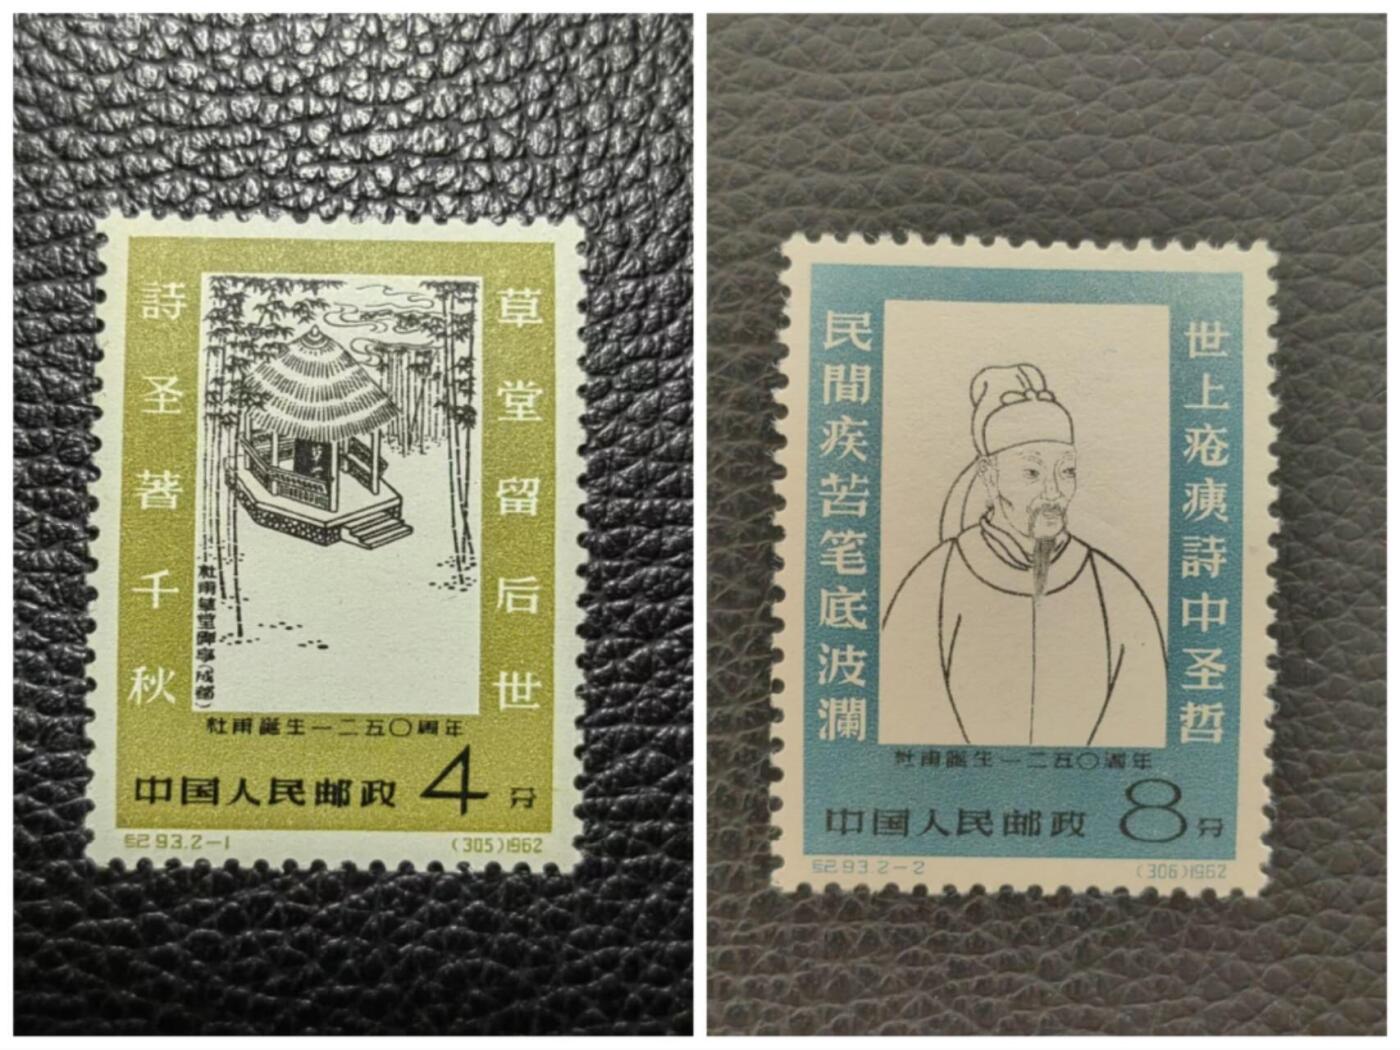 草堂留后世
詩圣著千秋
杜甫草堂碑亭(成都)
杜甫誕生一二五〇周年
中国人民邮政 4分
纪93.2-1 (305)1962
世上疮痍詩中圣哲
民間疾苦笔底波瀾
杜甫誕生一二五〇週年
中国人民邮政 8分
纪93.2-2 (306)1962